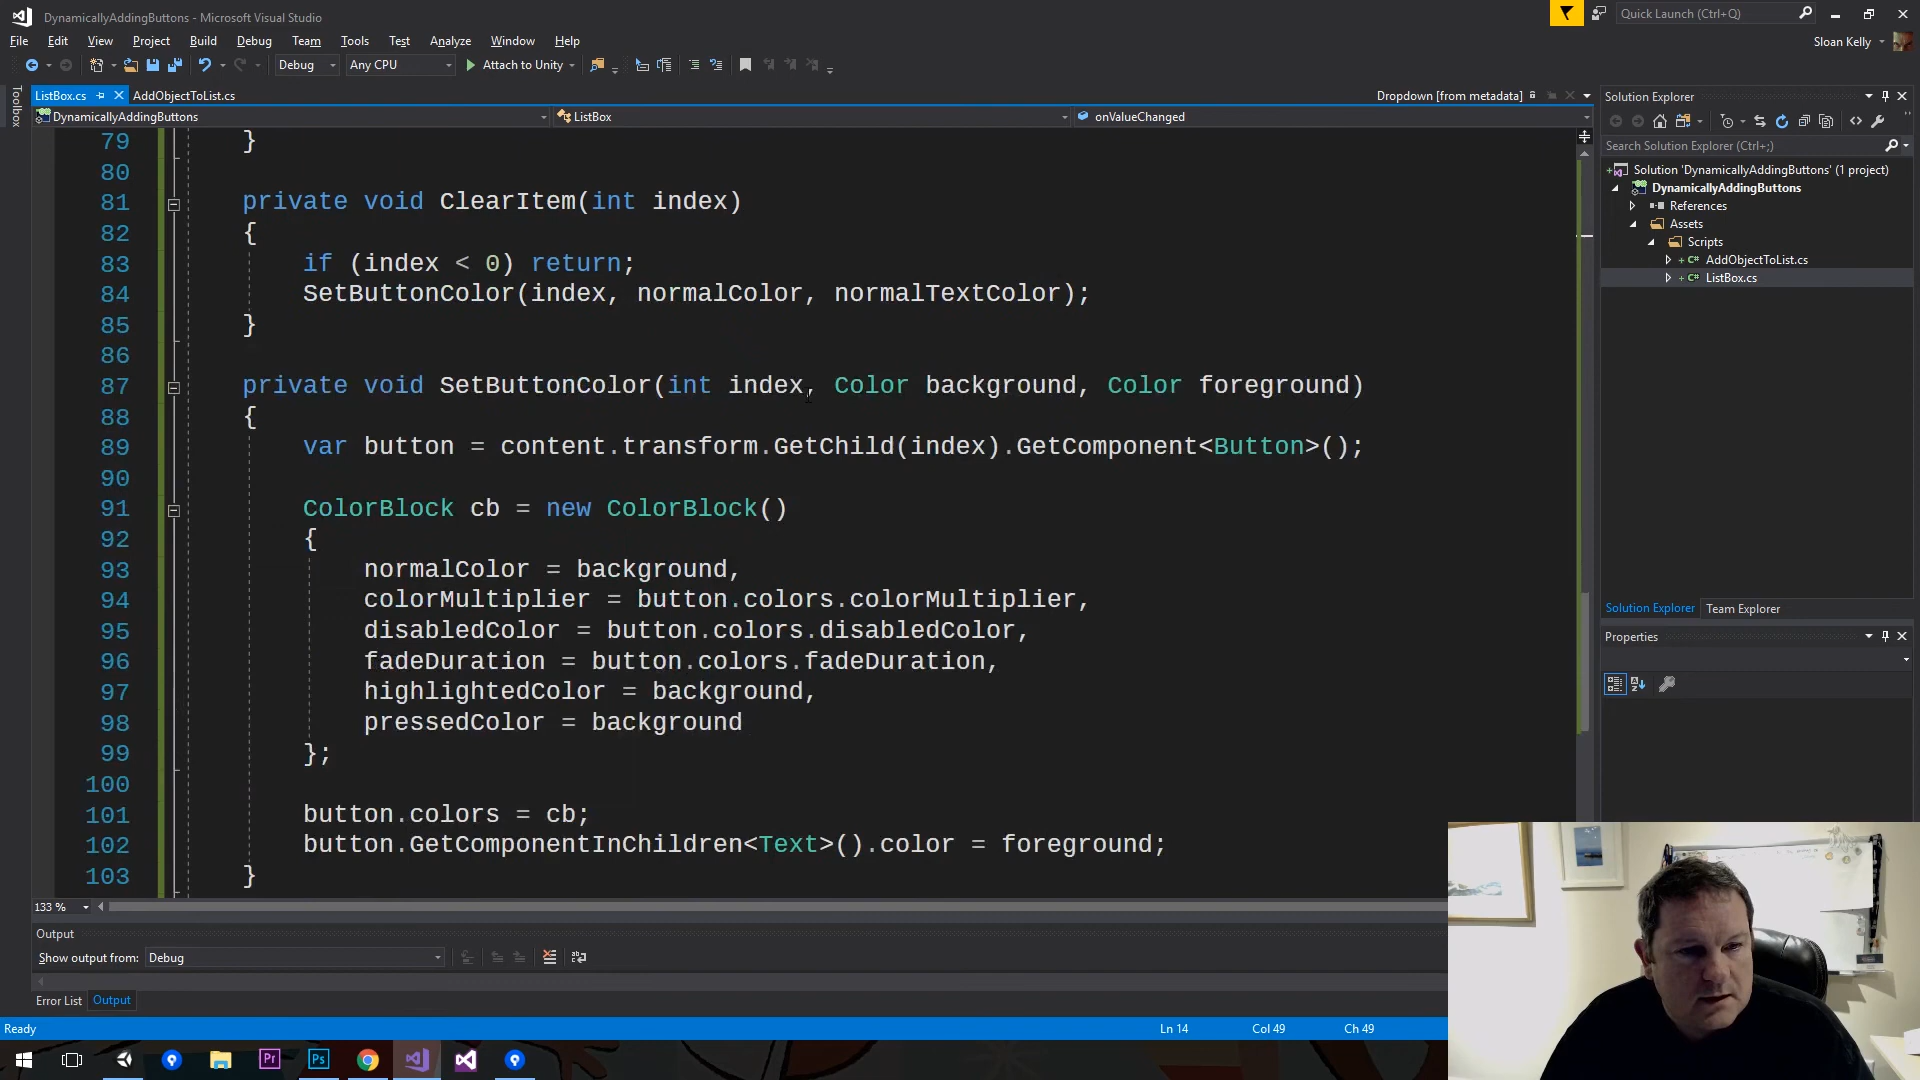 DynamicallyAddingButtons - Microsoft Visual Studio
Quick Launch (Ctrl+Q)
File Edit View Project Build Debug Team Tools Test Analyze Window Help
Sloan Kelly
Debug Any CPU Attach to Unity
Toolbox
ListBox.cs AddObjectToList.cs Dropdown [from metadata]
DynamicallyAddingButtons ListBox onValueChanged
79 }
80
81 private void ClearItem(int index)
82 {
83 if (index < 0) return;
84 SetButtonColor(index, normalColor, normalTextColor);
85 }
86
87 private void SetButtonColor(int index, Color background, Color foreground)
88 {
89 var button = content.transform.GetChild(index).GetComponent<Button>();
90
91 ColorBlock cb = new ColorBlock()
92 {
93 normalColor = background,
94 colorMultiplier = button.colors.colorMultiplier,
95 disabledColor = button.colors.disabledColor,
96 fadeDuration = button.colors.fadeDuration,
97 highlightedColor = background,
98 pressedColor = background
99 };
100
101 button.colors = cb;
102 button.GetComponentInChildren<Text>().color = foreground;
103 }
133 %
Output
Show output from: Debug
Error List Output
Ready Ln 14 Col 49 Ch 49
Solution Explorer
Search Solution Explorer (Ctrl+;)
Solution 'DynamicallyAddingButtons' (1 project)
DynamicallyAddingButtons
References
Assets
Scripts
AddObjectToList.cs
ListBox.cs
Solution Explorer Team Explorer
Properties
Pr Ps